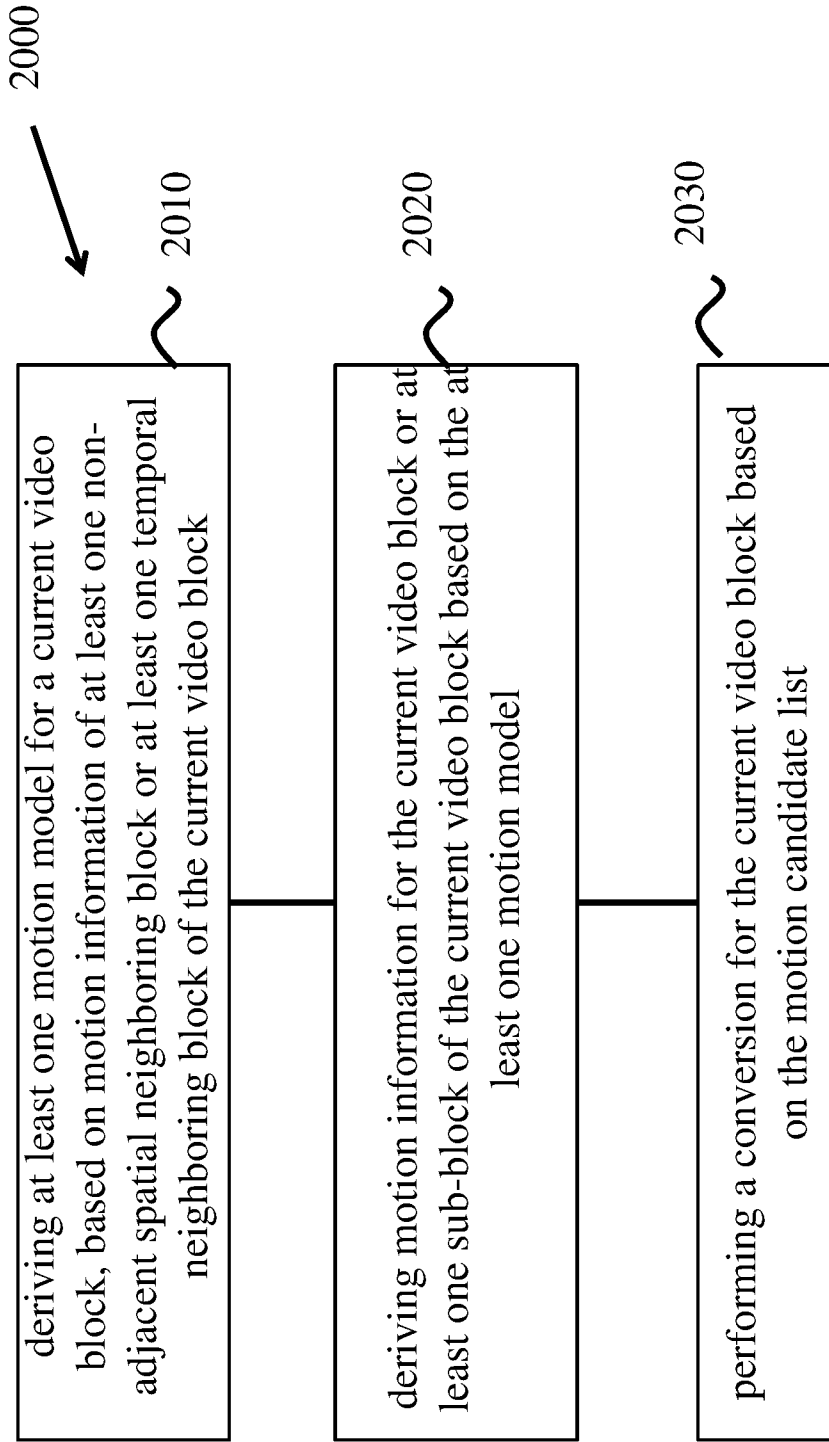 2000
deriving at least one motion model for a current video
block, based on motion information of at least one non-
adjacent spatial neighboring block or at least one temporal
neighboring block of the current video block
2010
deriving motion information for the current video block or at
least one sub-block of the current video block based on the at
least one motion model
2020
performing a conversion for the current video block based
on the motion candidate list
2030